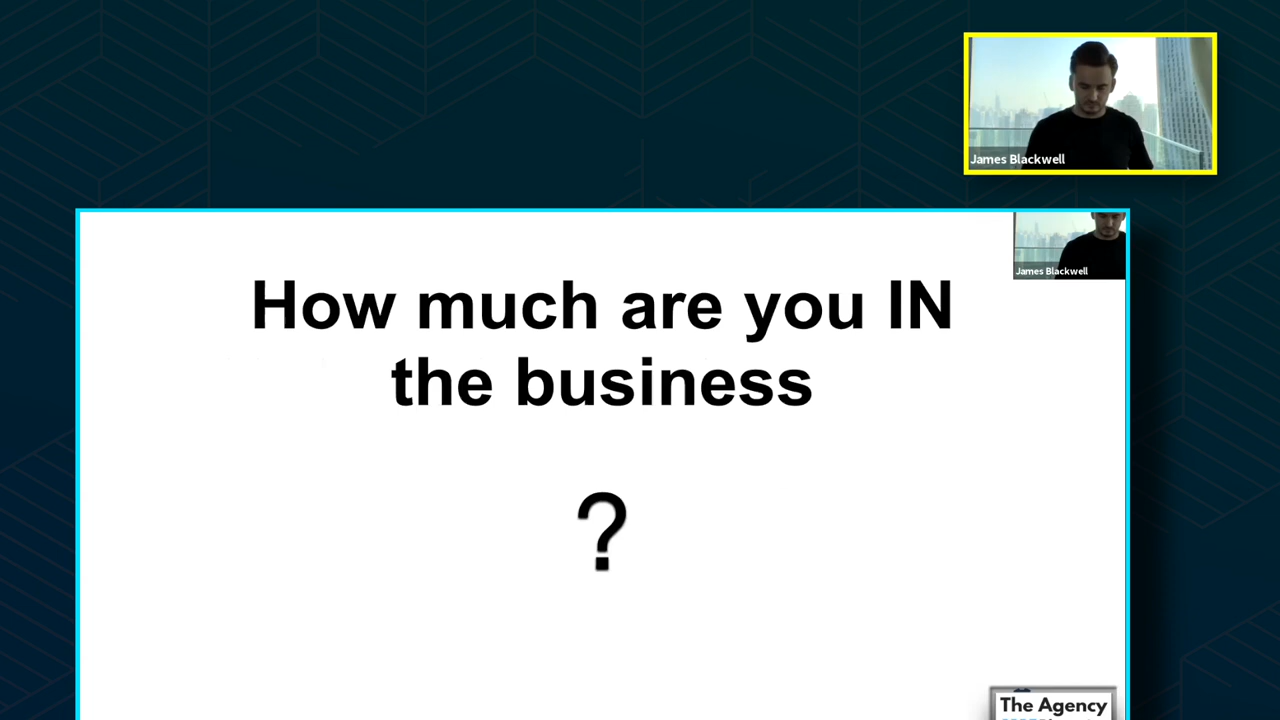 James Blackwell
James Blackwell
How much are you IN
the business
?
The Agency